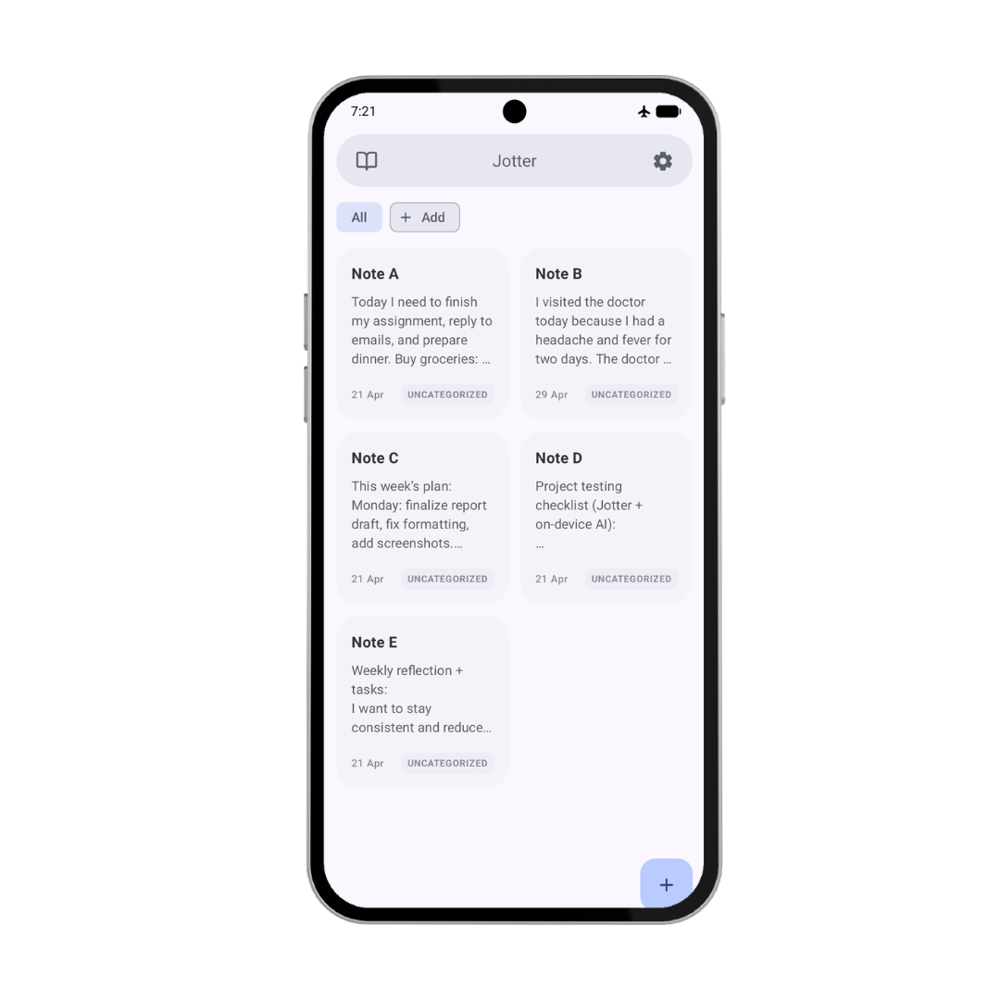 7:21
Jotter
All
+ Add
Note A
Today I need to finish
my assignment, reply to
emails, and prepare
dinner. Buy groceries: …
21 Apr UNCATEGORIZED
Note B
I visited the doctor
today because I had a
headache and fever for
two days. The doctor …
29 Apr UNCATEGORIZED
Note C
This week’s plan:
Monday: finalize report
draft, fix formatting,
add screenshots.…
21 Apr UNCATEGORIZED
Note D
Project testing
checklist (Jotter +
on-device AI):
…
21 Apr UNCATEGORIZED
Note E
Weekly reflection +
tasks:
I want to stay
consistent and reduce…
21 Apr UNCATEGORIZED
+